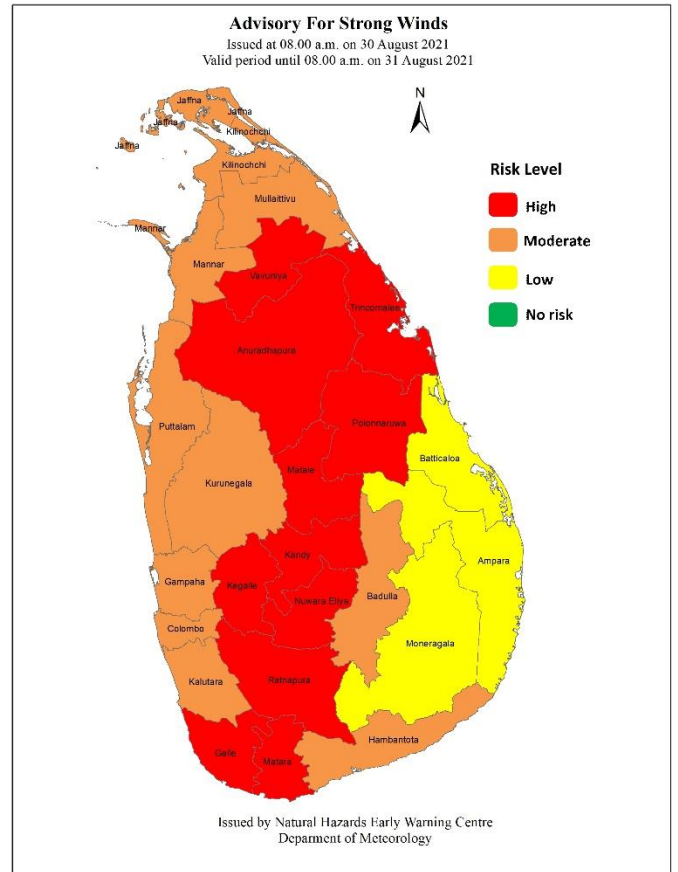 Advisory For Strong Winds
Issued at 08.00 a.m. on 30 August 2021
Valid period until 08.00 a.m. on 31 August 2021
N
Jaffna
Jaffna
Jaffna
Kilinochchi
Jaffna
Kilinochchi
Mullaittivu
Mannar
Mannar
Vavuniya
Trincomalee
Anuradhapura
Polonnaruwa
Puttalam
Batticaloa
Kurunegala
Matale
Kandy
Ampara
Gampaha
Kegalle
Nuwara Eliya
Badulla
Colombo
Moneragala
Kalutara
Ratnapura
Hambantota
Galle
Matara
Risk Level
High
Moderate
Low
No risk
Issued by Natural Hazards Early Warning Centre
Deparment of Meteorology